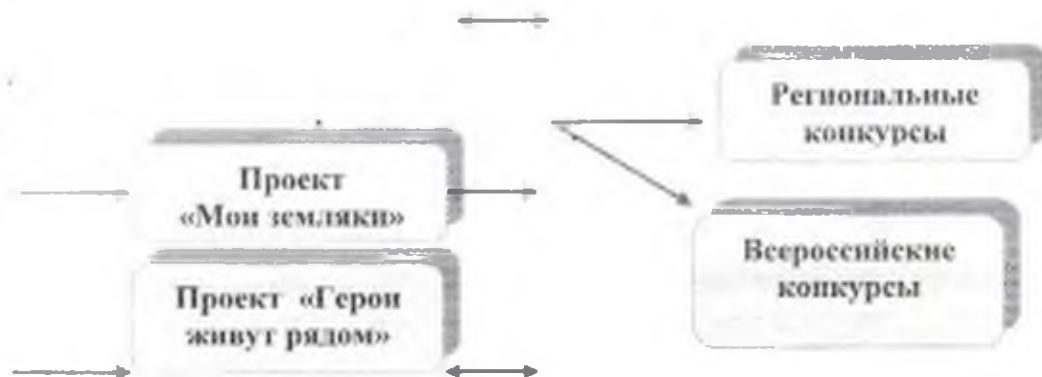 Региональные
конкурсы
Проект
«Мои земляки»
Всероссийские
конкурсы
Проект «Герои
живут рядом»